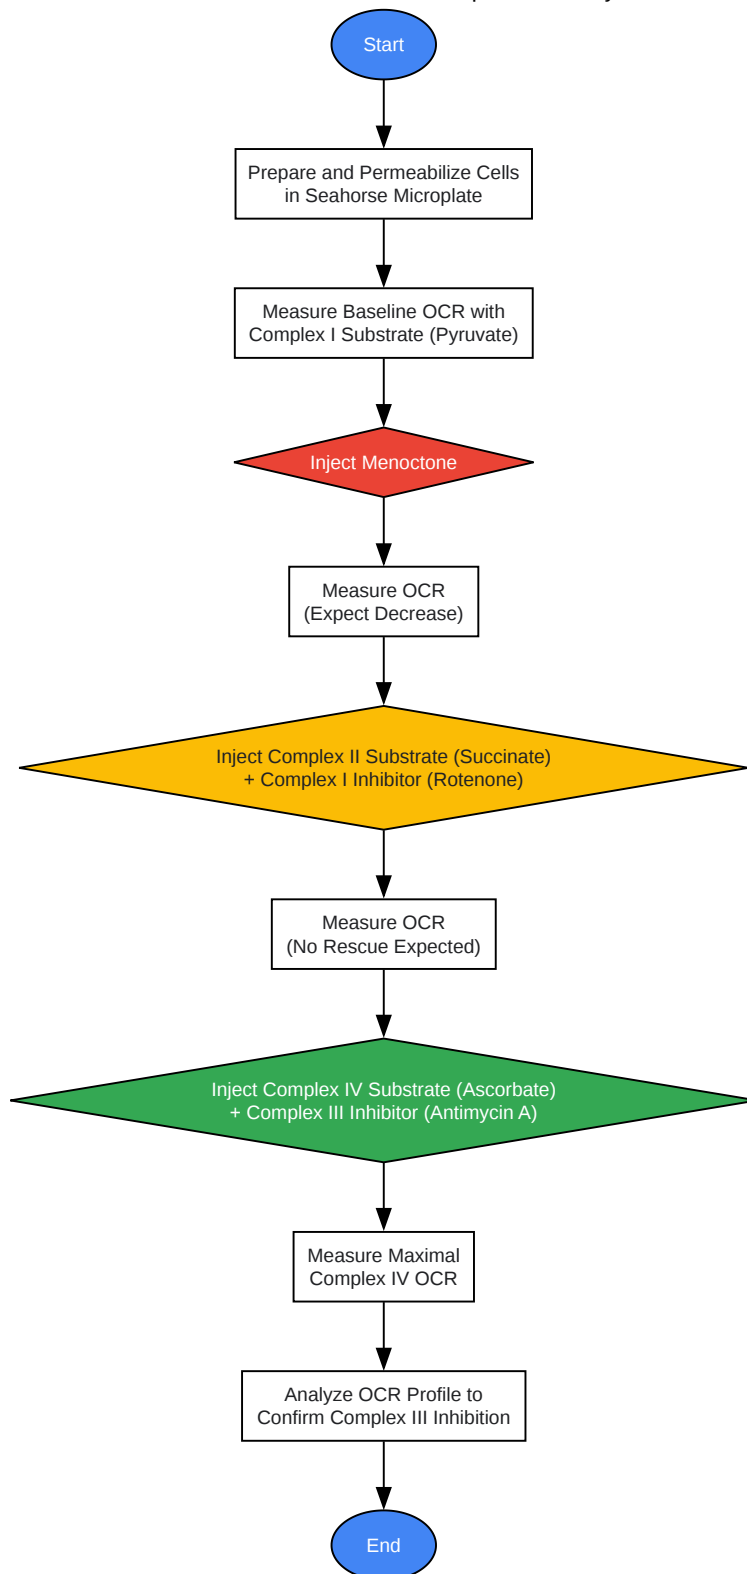 Start
Prepare and Permeabilize Cells
in Seahorse Microplate
Measure Baseline OCR with
Complex I Substrate (Pyruvate)
Inject Menoctone
Measure OCR
(Expect Decrease)
Inject Complex II Substrate (Succinate)
+ Complex I Inhibitor (Rotenone)
Measure OCR
(No Rescue Expected)
Inject Complex IV Substrate (Ascorbate)
+ Complex III Inhibitor (Antimycin A)
Measure Maximal
Complex IV OCR
Analyze OCR Profile to
Confirm Complex III Inhibition
End